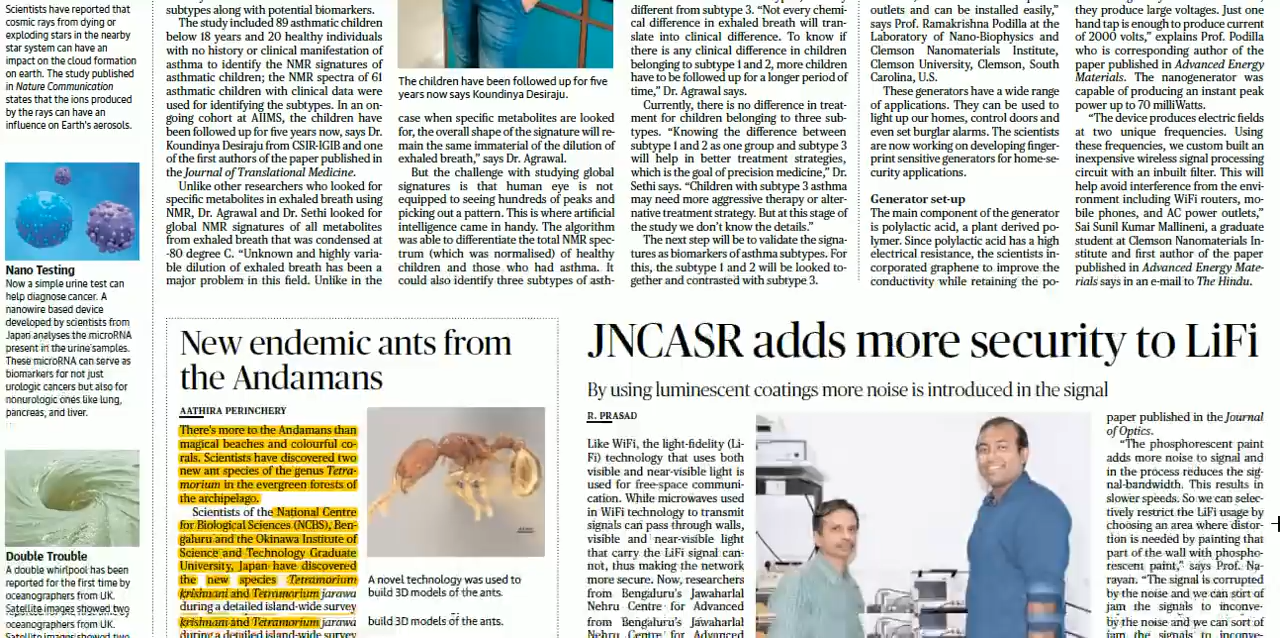 Scientists have reported that
cosmic rays from dying or
exploding stars in the nearby
star system can have an
impact on the cloud formation
on earth. The study published
in Nature Communication
states that the ions produced
by the rays can have an
influence on Earth's aerosols.
Nano Testing
Now a simple urine test can
help diagnose cancer. A
nanowire based device
developed by scientists from
Japan analyses the microRNA
present in the urine samples.
These microRNA can serve as
biomarkers for not just
urologic cancers but also for
nonurologic ones like lung,
pancreas, and liver.
Double Trouble
A double whirlpool has been
reported for the first time by
oceanographers from UK.
Satellite images showed two
oceanographers from UK.
Satellite images showed two
subtypes along with potential biomarkers.
The study included 89 asthmatic children
below 18 years and 20 healthy individuals
with no history or clinical manifestation of
asthma to identify the NMR signatures of
asthmatic children; the NMR spectra of 61
asthmatic children with clinical data were
used for identifying the subtypes. In an on-
going cohort at AIIMS, the children have
been followed up for five years now, says Dr.
Koundinya Desiraju from CSIR-IGIB and one
of the first authors of the paper published in
the Journal of Translational Medicine.
Unlike other researchers who looked for
specific metabolites in exhaled breath using
NMR, Dr. Agrawal and Dr. Sethi looked for
global NMR signatures of all metabolites
from exhaled breath that was condensed at
-80 degree C. "Unknown and highly varia-
ble dilution of exhaled breath has been a
major problem in this field. Unlike in the
The children have been followed up for five
years now says Koundinya Desiraju.
case when specific metabolites are looked
for, the overall shape of the signature will re-
main the same immaterial of the dilution of
exhaled breath," says Dr. Agrawal.
But the challenge with studying global
signatures is that human eye is not
equipped to seeing hundreds of peaks and
picking out a pattern. This is where artificial
intelligence came in handy. The algorithm
was able to differentiate the total NMR spec-
trum (which was normalised) of healthy
children and those who had asthma. It
could also identify three subtypes of asth-
different from subtype 3. "Not every chemi-
cal difference in exhaled breath will tran-
slate into clinical difference. To know if
there is any clinical difference in children
belonging to subtype 1 and 2, more children
have to be followed up for a longer period of
time," Dr. Agrawal says.
Currently, there is no difference in treat-
ment for children belonging to three sub-
types. "Knowing the difference between
subtype 1 and 2 as one group and subtype 3
will help in better treatment strategies,
which is the goal of precision medicine," Dr.
Sethi says. "Children with subtype 3 asthma
may need more aggressive therapy or alter-
native treatment strategy. But at this stage of
the study we don't know the details."
The next step will be to validate the signa-
tures as biomarkers of asthma subtypes. For
this, the subtype 1 and 2 will be looked to-
gether and contrasted with subtype 3.
outlets and can be installed easily,"
says Prof. Ramakrishna Podilla at the
Laboratory of Nano-Biophysics and
Clemson Nanomaterials Institute,
Clemson University, Clemson, South
Carolina, U.S.
These generators have a wide range
of applications. They can be used to
light up our homes, control doors and
even set burglar alarms. The scientists
are now working on developing finger-
print sensitive generators for home-se-
curity applications.
Generator set-up
The main component of the generator
is polylactic acid, a plant derived po-
lymer. Since polylactic acid has a high
electrical resistance, the scientists in-
corporated graphene to improve the
conductivity while retaining the po-
they produce large voltages. Just one
hand tap is enough to produce current
of 2000 volts," explains Prof. Podilla
who is corresponding author of the
paper published in Advanced Energy
Materials. The nanogenerator was
capable of producing an instant peak
power up to 70 milliWatts.
"The device produces electric fields
at two unique frequencies. Using
these frequencies, we custom built an
inexpensive wireless signal processing
circuit with an inbuilt filter. This will
help avoid interference from the envi-
ronment including WiFi routers, mo-
bile phones, and AC power outlets,"
Sai Sunil Kumar Mallineni, a graduate
student at Clemson Nanomaterials In-
stitute and first author of the paper
published in Advanced Energy Mate-
rials says in an e-mail to The Hindu.
New endemic ants from
the Andamans
AATHIRA PERINCHERY
There's more to the Andamans than
magical beaches and colourful co-
rals. Scientists have discovered two
new ant species of the genus Tetra-
morium in the evergreen forests of
the archipelago.
Scientists of the National Centre
for Biological Sciences (NCBS), Ben-
galuru and the Okinawa Institute of
Science and Technology Graduate
University, Japan have discovered
the new species Tetramorium
krishnani and Tetramorium jarawa
during a detailed island-wide survey
krishnani and Tetramorium jarawa
during a detailed island-wide survey
A novel technology was used to
build 3D models of the ants.
build 3D models of the ants.
JNCASR adds more security to LiFi
By using luminescent coatings more noise is introduced in the signal
R. PRASAD
Like WiFi, the light-fidelity (Li-
Fi) technology that uses both
visible and near-visible light is
used for free-space communi-
cation. While microwaves used
in WiFi technology to transmit
signals can pass through walls,
visible and near-visible light
that carry the LiFi signal can-
not, thus making the network
more secure. Now, researchers
from Bengaluru's Jawaharlal
Nehru Centre for Advanced
from Bengaluru's Jawaharlal
Nehru Centre for Advanced
paper published in the Journal
of Optics.
"The phosphorescent paint
adds more noise to signal and
in the process reduces the sig-
nal-bandwidth. This results in
slower speeds. So we can selec-
tively restrict the LiFi usage by
choosing an area where distor-
tion is needed by painting that
part of the wall with phospho-
rescent paint," says Prof. Na-
rayan. "The signal is corrupted
by the noise and we can sort of
jam the signals to inconve-
by the noise and we can sort of
jam the signals to inconve-